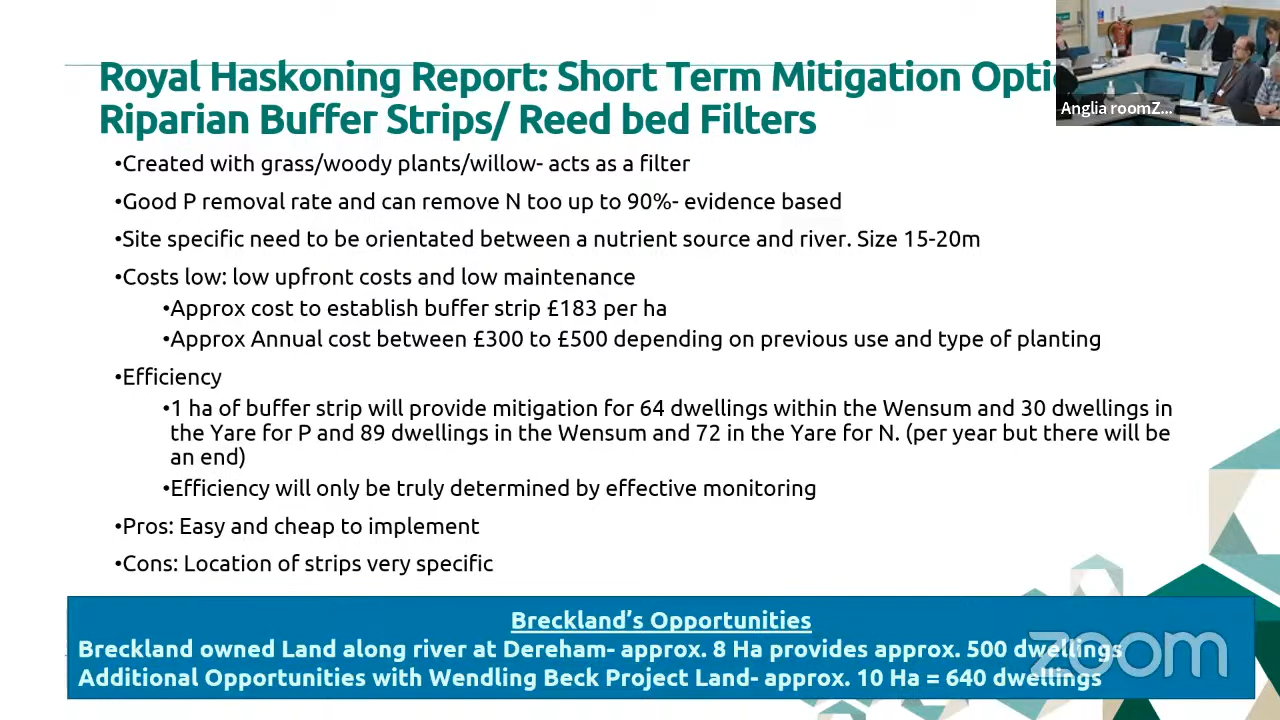 Royal Haskoning Report: Short Term Mitigation Opti
Riparian Buffer Strips/ Reed bed Filters
Anglia roomZ...
•Created with grass/woody plants/willow- acts as a filter
•Good P removal rate and can remove N too up to 90%- evidence based
•Site specific need to be orientated between a nutrient source and river. Size 15-20m
•Costs low: low upfront costs and low maintenance
•Approx cost to establish buffer strip £183 per ha
•Approx Annual cost between £300 to £500 depending on previous use and type of planting
•Efficiency
•1 ha of buffer strip will provide mitigation for 64 dwellings within the Wensum and 30 dwellings in
the Yare for P and 89 dwellings in the Wensum and 72 in the Yare for N. (per year but there will be
an end)
•Efficiency will only be truly determined by effective monitoring
•Pros: Easy and cheap to implement
•Cons: Location of strips very specific
Breckland's Opportunities
Breckland owned Land along river at Dereham- approx. 8 Ha provides approx. 500 dwellings
Additional Opportunities with Wendling Beck Project Land- approx. 10 Ha = 640 dwellings
zoom